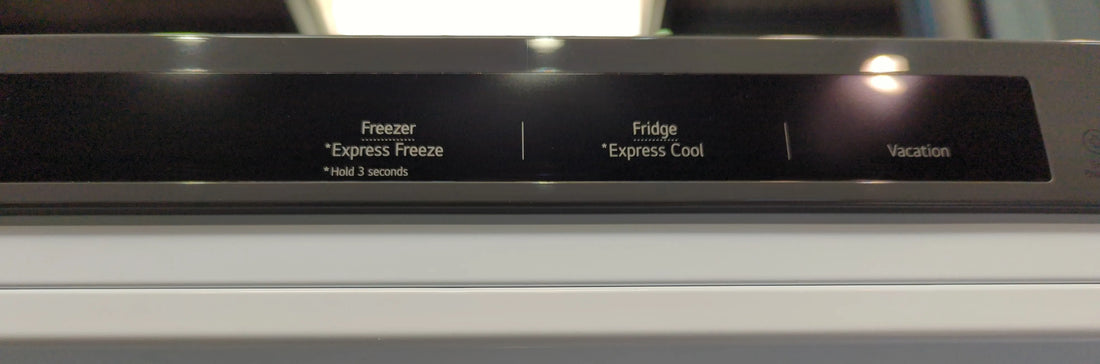 Freezer
*Express Freeze
*Hold 3 seconds
Fridge
*Express Cool
Vacation